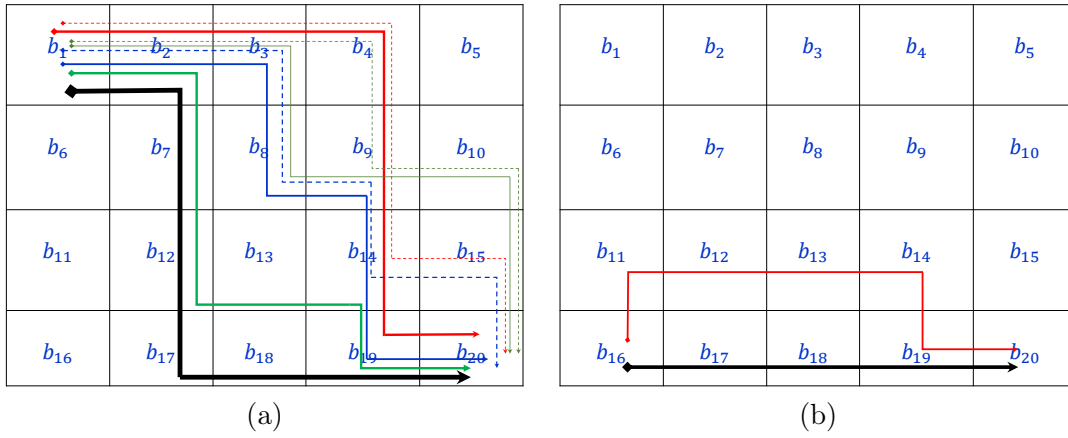 b₁ b₂ b₃ b₄ b₅ b₁ b₂ b₃ b₄ b₅
b₆ b₇ b₈ b₉ b₁₀ b₆ b₇ b₈ b₉ b₁₀
b₁₁ b₁₂ b₁₃ b₁₄ b₁₅ b₁₁ b₁₂ b₁₃ b₁₄ b₁₅
b₁₆ b₁₇ b₁₈ b₁₉ b₂₀ b₁₆ b₁₇ b₁₈ b₁₉ b₂₀
(a) (b)